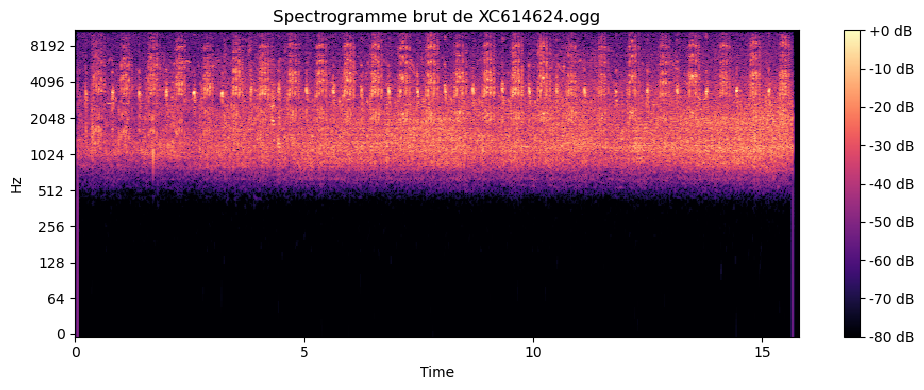 Spectrogramme brut de XC614624.ogg
8192
4096
2048
1024
512
256
128
64
0
Hz
0
5
10
15
Time
+0 dB
-10 dB
-20 dB
-30 dB
-40 dB
-50 dB
-60 dB
-70 dB
-80 dB